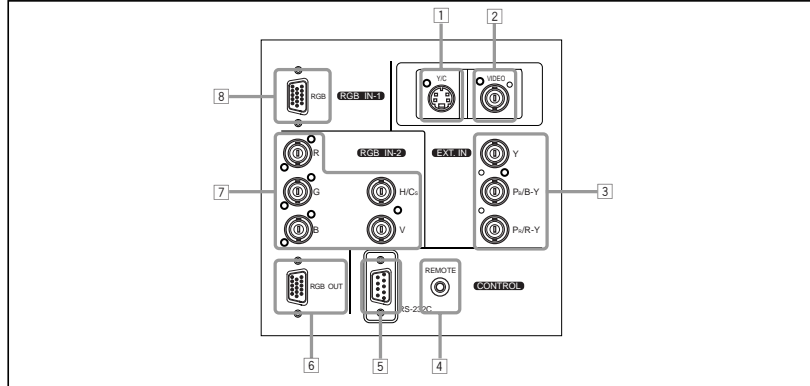 1 2
Y/C VIDEO
8 RGB RGB IN-1
R RGB IN-2 EXT. IN Y
7 G H/Cs PB/B-Y 3
B V PR/R-Y
RGB OUT RS-232C REMOTE CONTROL
6 5 4